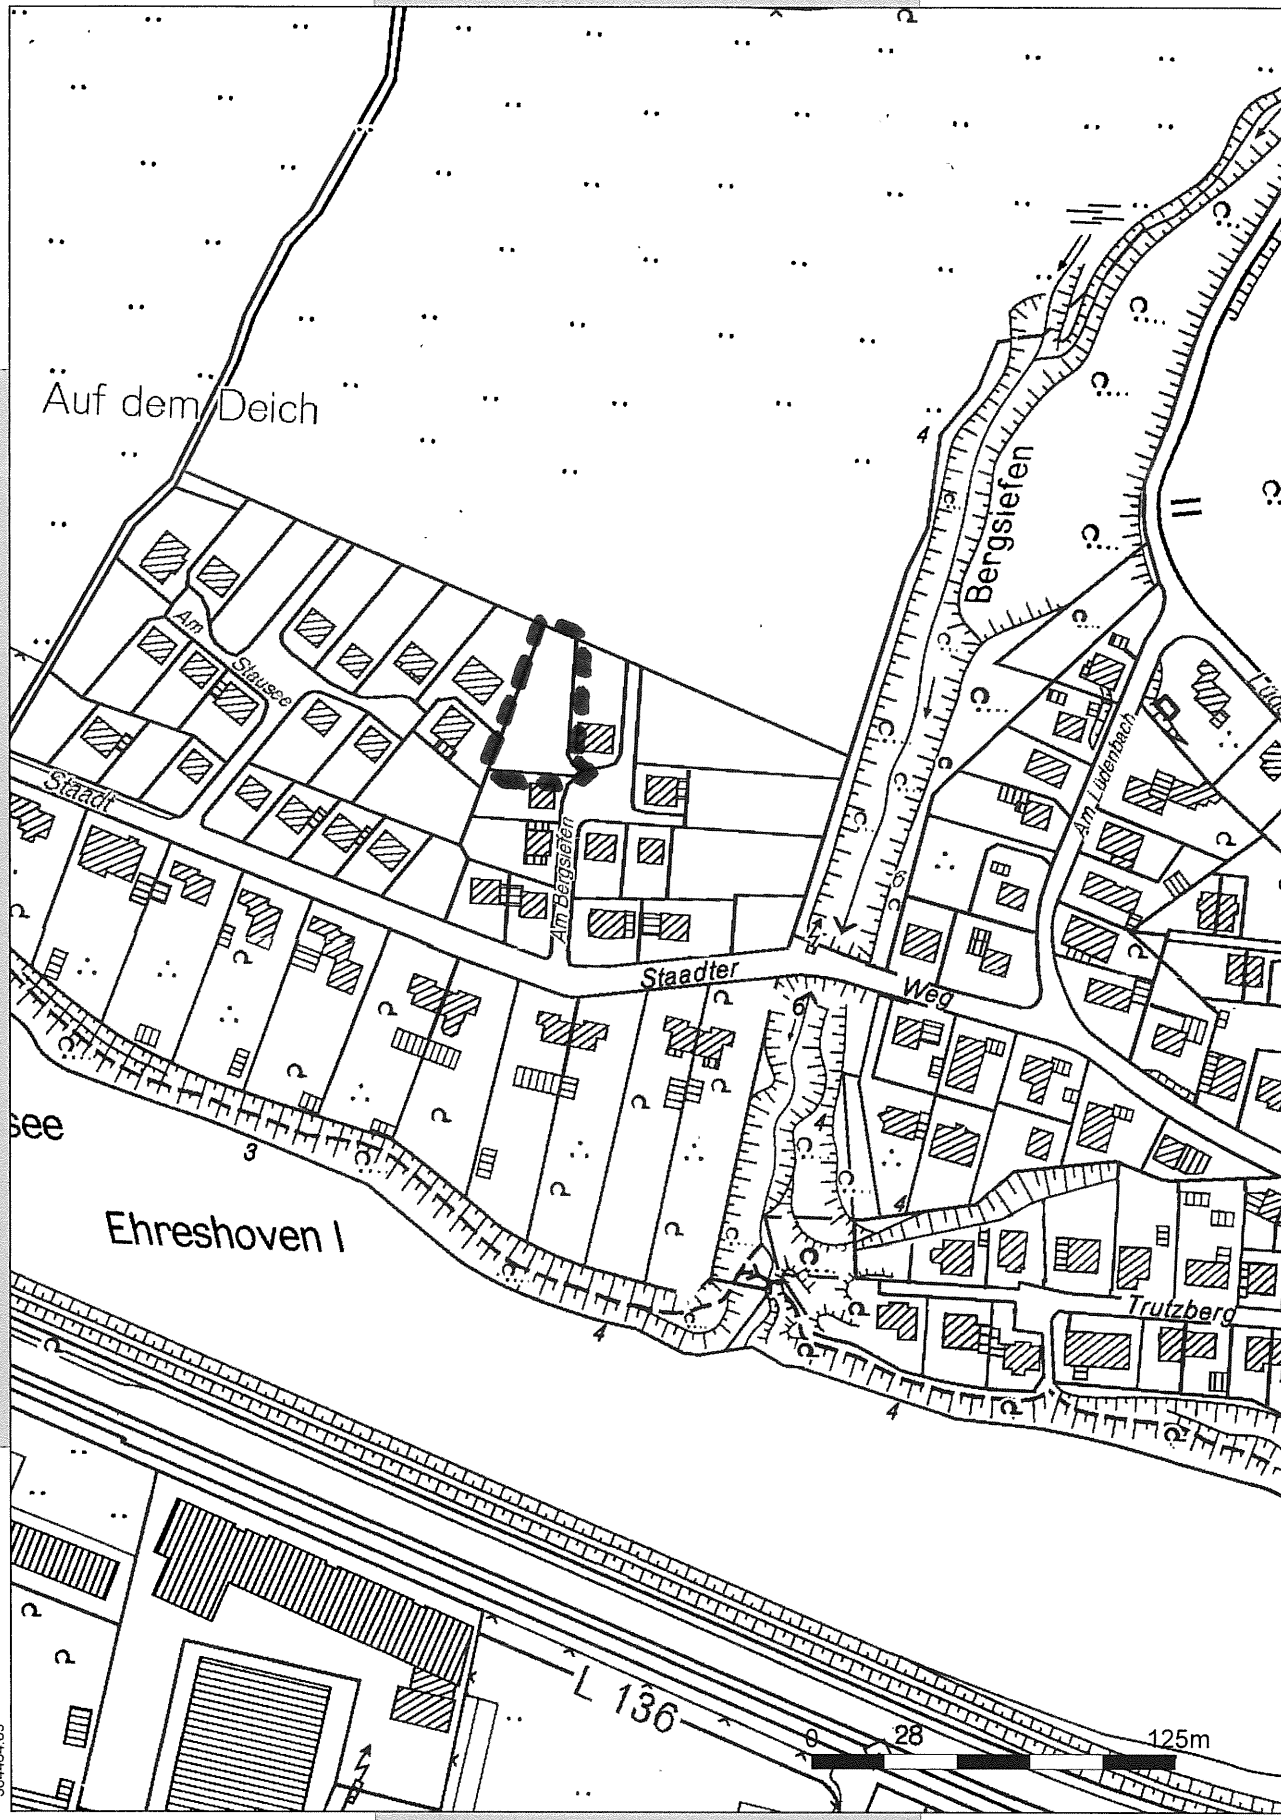 Auf dem Deich
4
Bergsiefen
Am
Stausee
Am Lüdenbach
Staadt
Am Bergsiefen
6
Staadter
Weg
6
see
3
4
4
Ehreshoven I
Trutzberg
4
4
L 136
0 28 125m